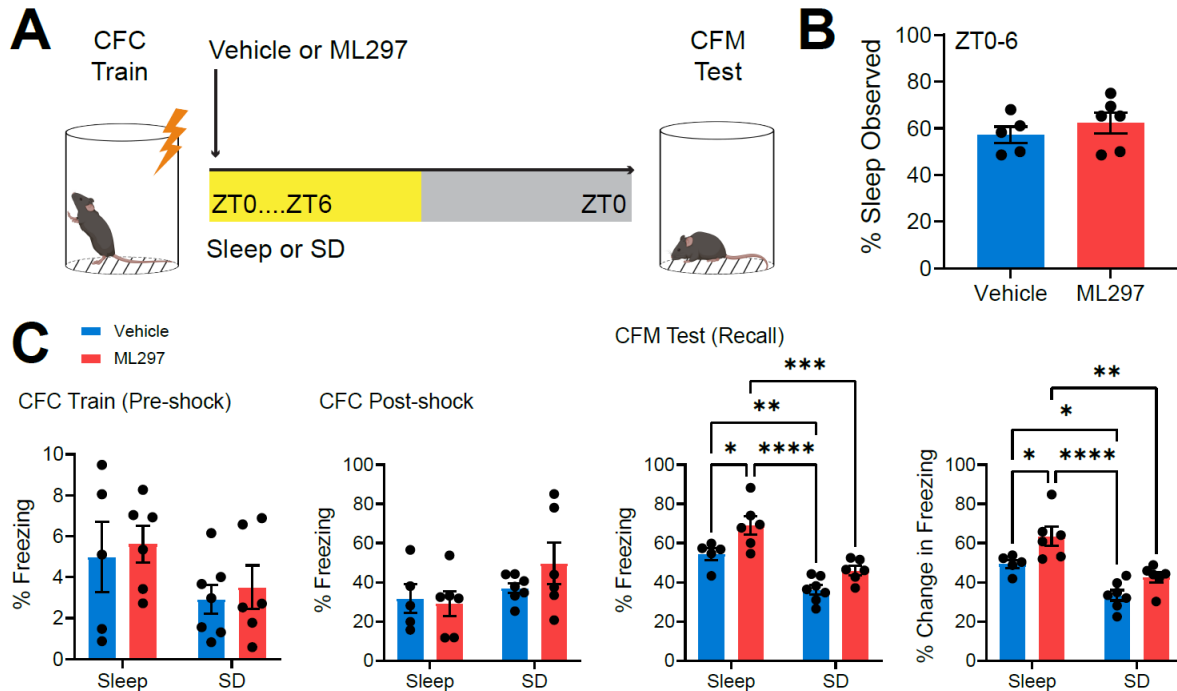 A
CFC
Train
Vehicle or ML297
ZT0....ZT6
ZT0
Sleep or SD
CFM
Test
B
ZT0-6
% Sleep Observed
100
80
60
40
20
0
Vehicle
ML297
C
Vehicle
ML297
CFC Train (Pre-shock)
% Freezing
10
8
6
4
2
0
Sleep
SD
CFC Post-shock
% Freezing
100
80
60
40
20
0
Sleep
SD
CFM Test (Recall)
***
**
*
****
% Freezing
100
80
60
40
20
0
Sleep
SD
**
*
*
****
% Change in Freezing
100
80
60
40
20
0
Sleep
SD